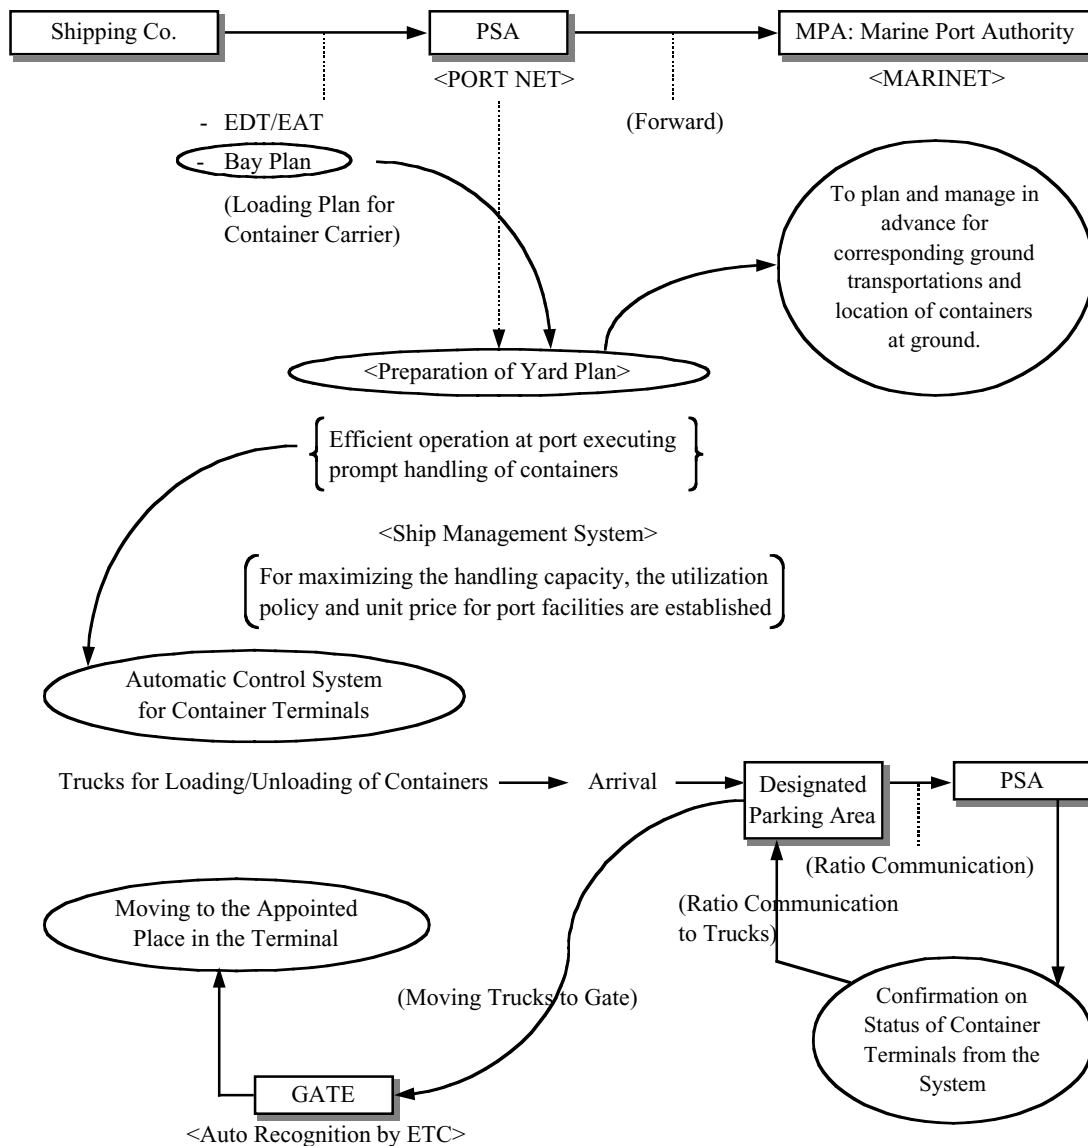 Shipping Co.
PSA
MPA: Marine Port Authority
<PORT NET>
<MARINET>
- EDT/EAT
- Bay Plan
(Loading Plan for
Container Carrier)
(Forward)
To plan and manage in
advance for
corresponding ground
transportations and
location of containers
at ground.
<Preparation of Yard Plan>
Efficient operation at port executing
prompt handling of containers
<Ship Management System>
For maximizing the handling capacity, the utilization
policy and unit price for port facilities are established
Automatic Control System
for Container Terminals
Trucks for Loading/Unloading of Containers
Arrival
Designated
Parking Area
PSA
(Ratio Communication)
(Ratio Communication
to Trucks)
Moving to the Appointed
Place in the Terminal
(Moving Trucks to Gate)
Confirmation on
Status of Container
Terminals from the
System
GATE
<Auto Recognition by ETC>